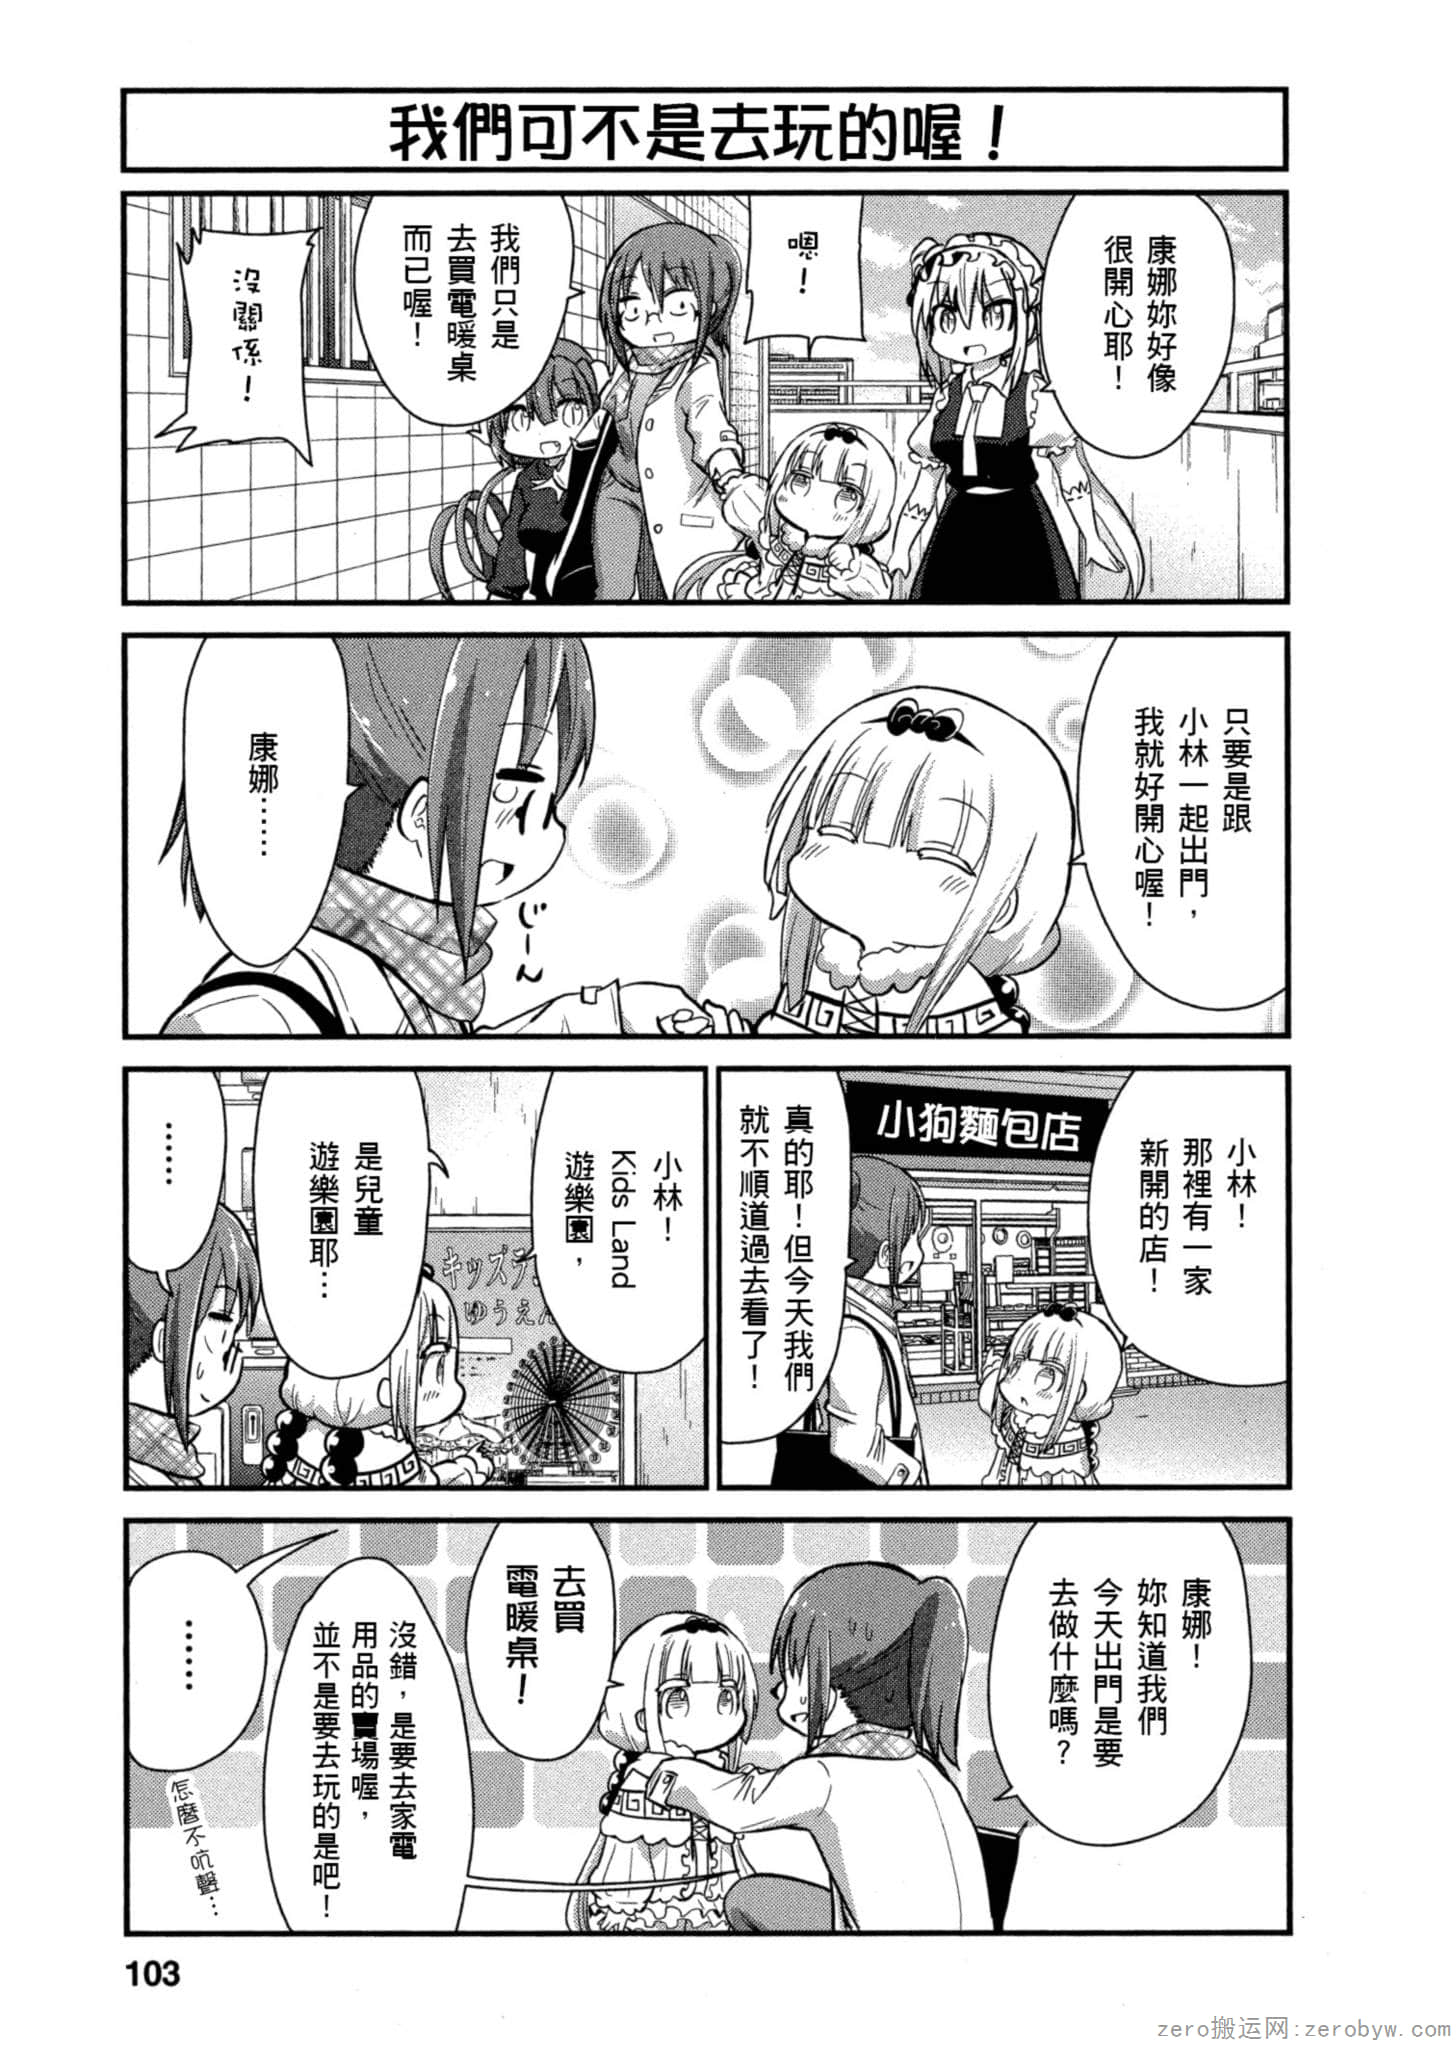 我們可不是去玩的喔！
康娜妳好像
很開心耶！
嗯！
我們只是
去買電暖桌
而已喔！
沒關係！
只要是跟
小林一起出門，
我就好開心喔！
じーん
康娜……
小狗麵包店
小林！
那裡有一家
新開的店！
真的耶！但今天我們
就不順道過去看了！
小林！
Kids Land
遊樂園，
キッズラン
ゆうえん
是兒童
遊樂園耶…
……
康娜！
妳知道我們
今天出門是要
去做什麼嗎？
去買
電暖桌！
沒錯，是要去家電
用品的賣場喔，
並不是要去玩的是吧！
……
怎麼不吭聲…
103
zero搬运网:zerobyw.com